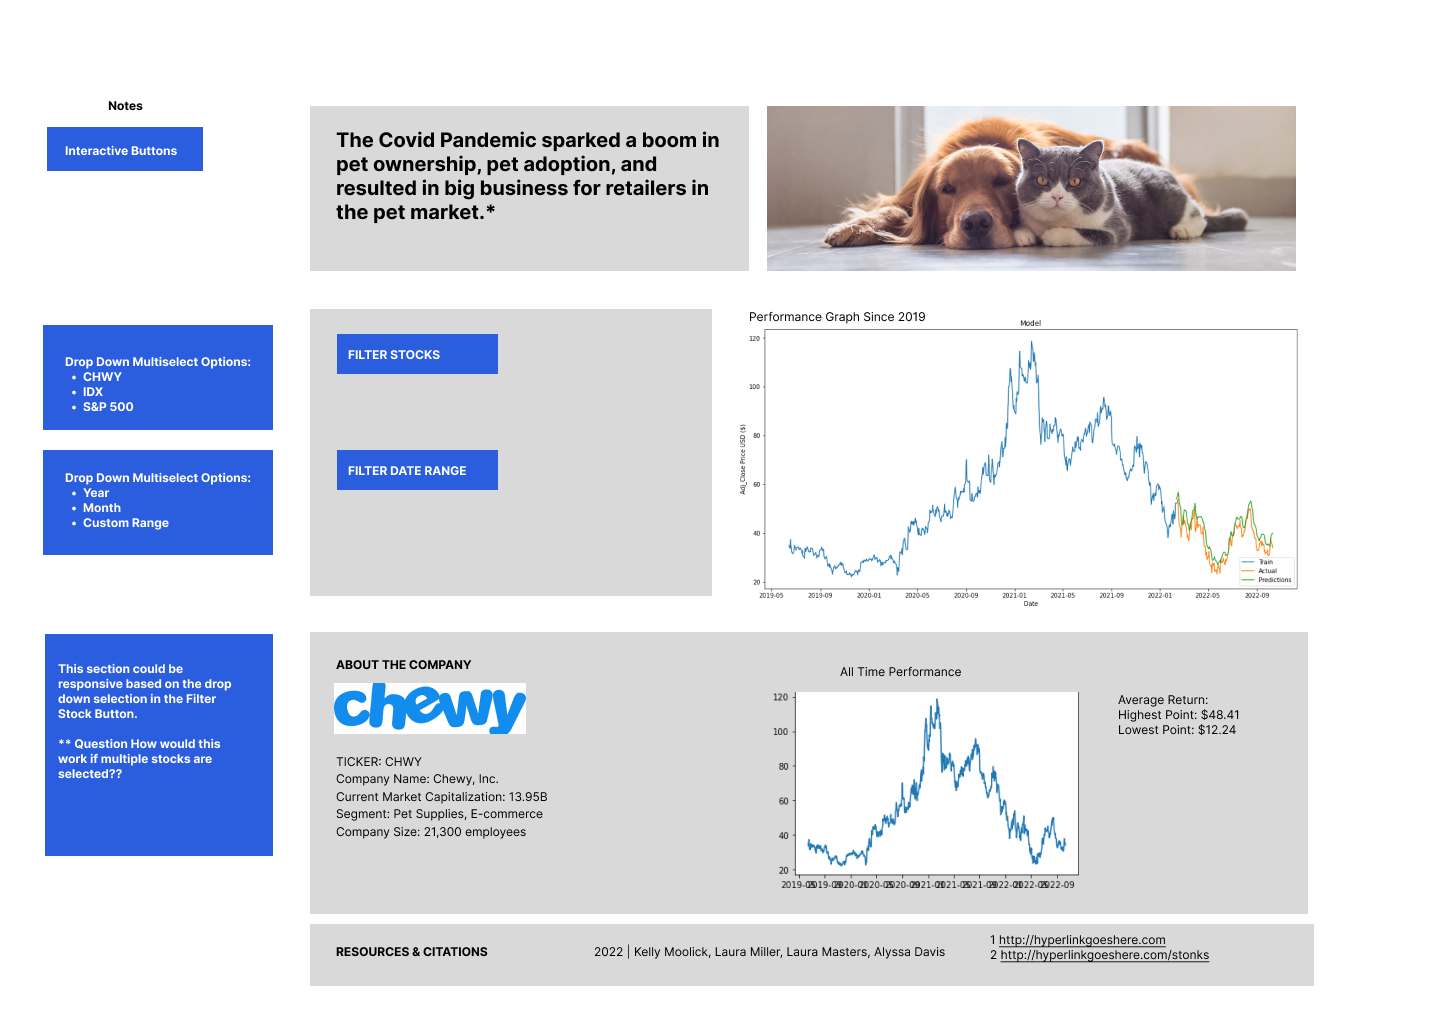 Notes
Interactive Buttons
The Covid Pandemic sparked a boom in
pet ownership, pet adoption, and
resulted in big business for retailers in
the pet market.*
Drop Down Multiselect Options:
• CHWY
• IDX
• S&P 500
Drop Down Multiselect Options:
• Year
• Month
• Custom Range
FILTER STOCKS
FILTER DATE RANGE
Performance Graph Since 2019
Model
120
100
80
60
40
20
Adj_Close Price USD ($)
2019-05 2019-09 2020-01 2020-05 2020-09 2021-01 2021-05 2021-09 2022-01 2022-05 2022-09
Date
Train
Actual
Predictions
This section could be
responsive based on the drop
down selection in the Filter
Stock Button.
** Question How would this
work if multiple stocks are
selected??
ABOUT THE COMPANY
chewy
TICKER: CHWY
Company Name: Chewy, Inc.
Current Market Capitalization: 13.95B
Segment: Pet Supplies, E-commerce
Company Size: 21,300 employees
All Time Performance
120
100
80
60
40
20
2019-05 2019-09 2020-01 2020-05 2020-09 2021-01 2021-05 2021-09 2022-01 2022-05 2022-09
Average Return:
Highest Point: $48.41
Lowest Point: $12.24
RESOURCES & CITATIONS
2022 | Kelly Moolick, Laura Miller, Laura Masters, Alyssa Davis
1 http://hyperlinkgoeshere.com
2 http://hyperlinkgoeshere.com/stonks